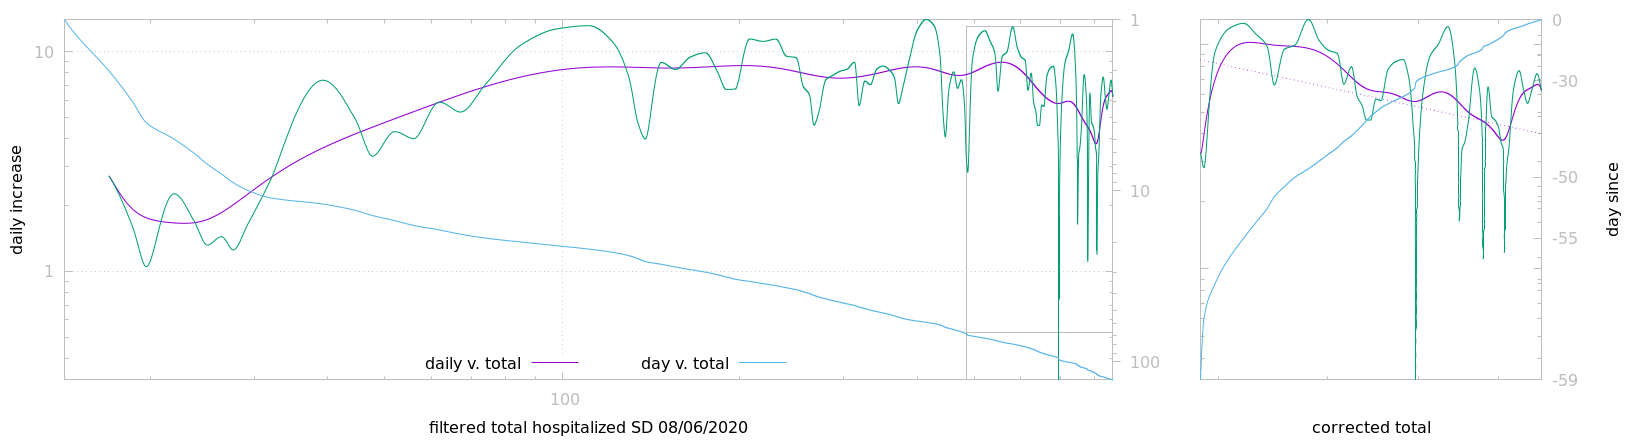 10
1
daily increase
100
filtered total hospitalized SD 08/06/2020
daily v. total
day v. total
1
10
100
0
-30
-50
-55
-59
day since
corrected total